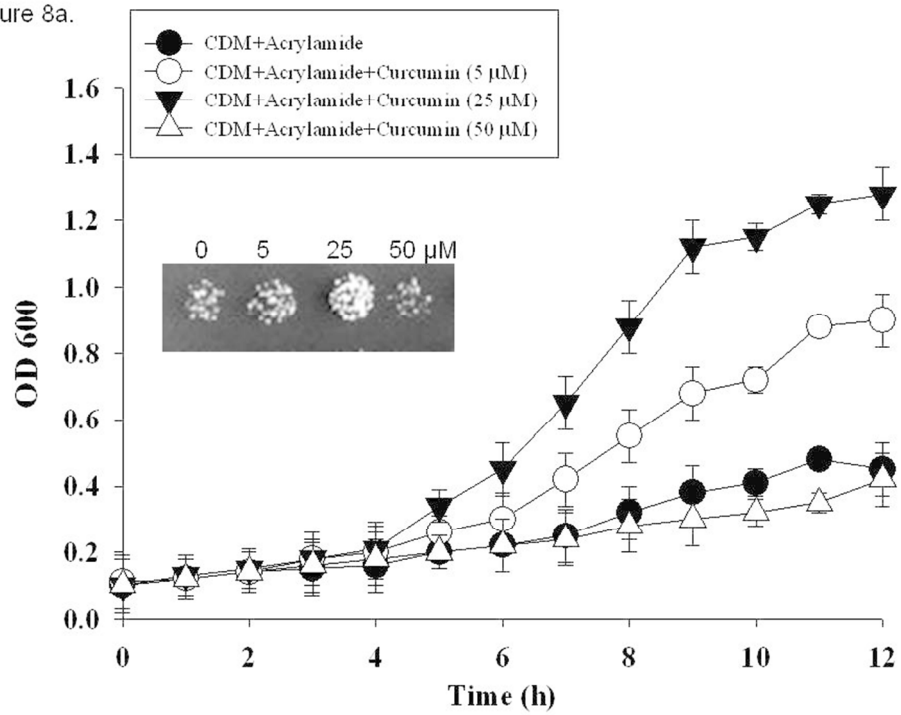 ure 8a.
CDM+Acrylamide
CDM+Acrylamide+Curcumin (5 µM)
CDM+Acrylamide+Curcumin (25 µM)
CDM+Acrylamide+Curcumin (50 µM)
1.6
1.4
1.2
1.0
0.8
0.6
0.4
0.2
0.0
OD 600
0 5 25 50 µM
0 2 4 6 8 10 12
Time (h)